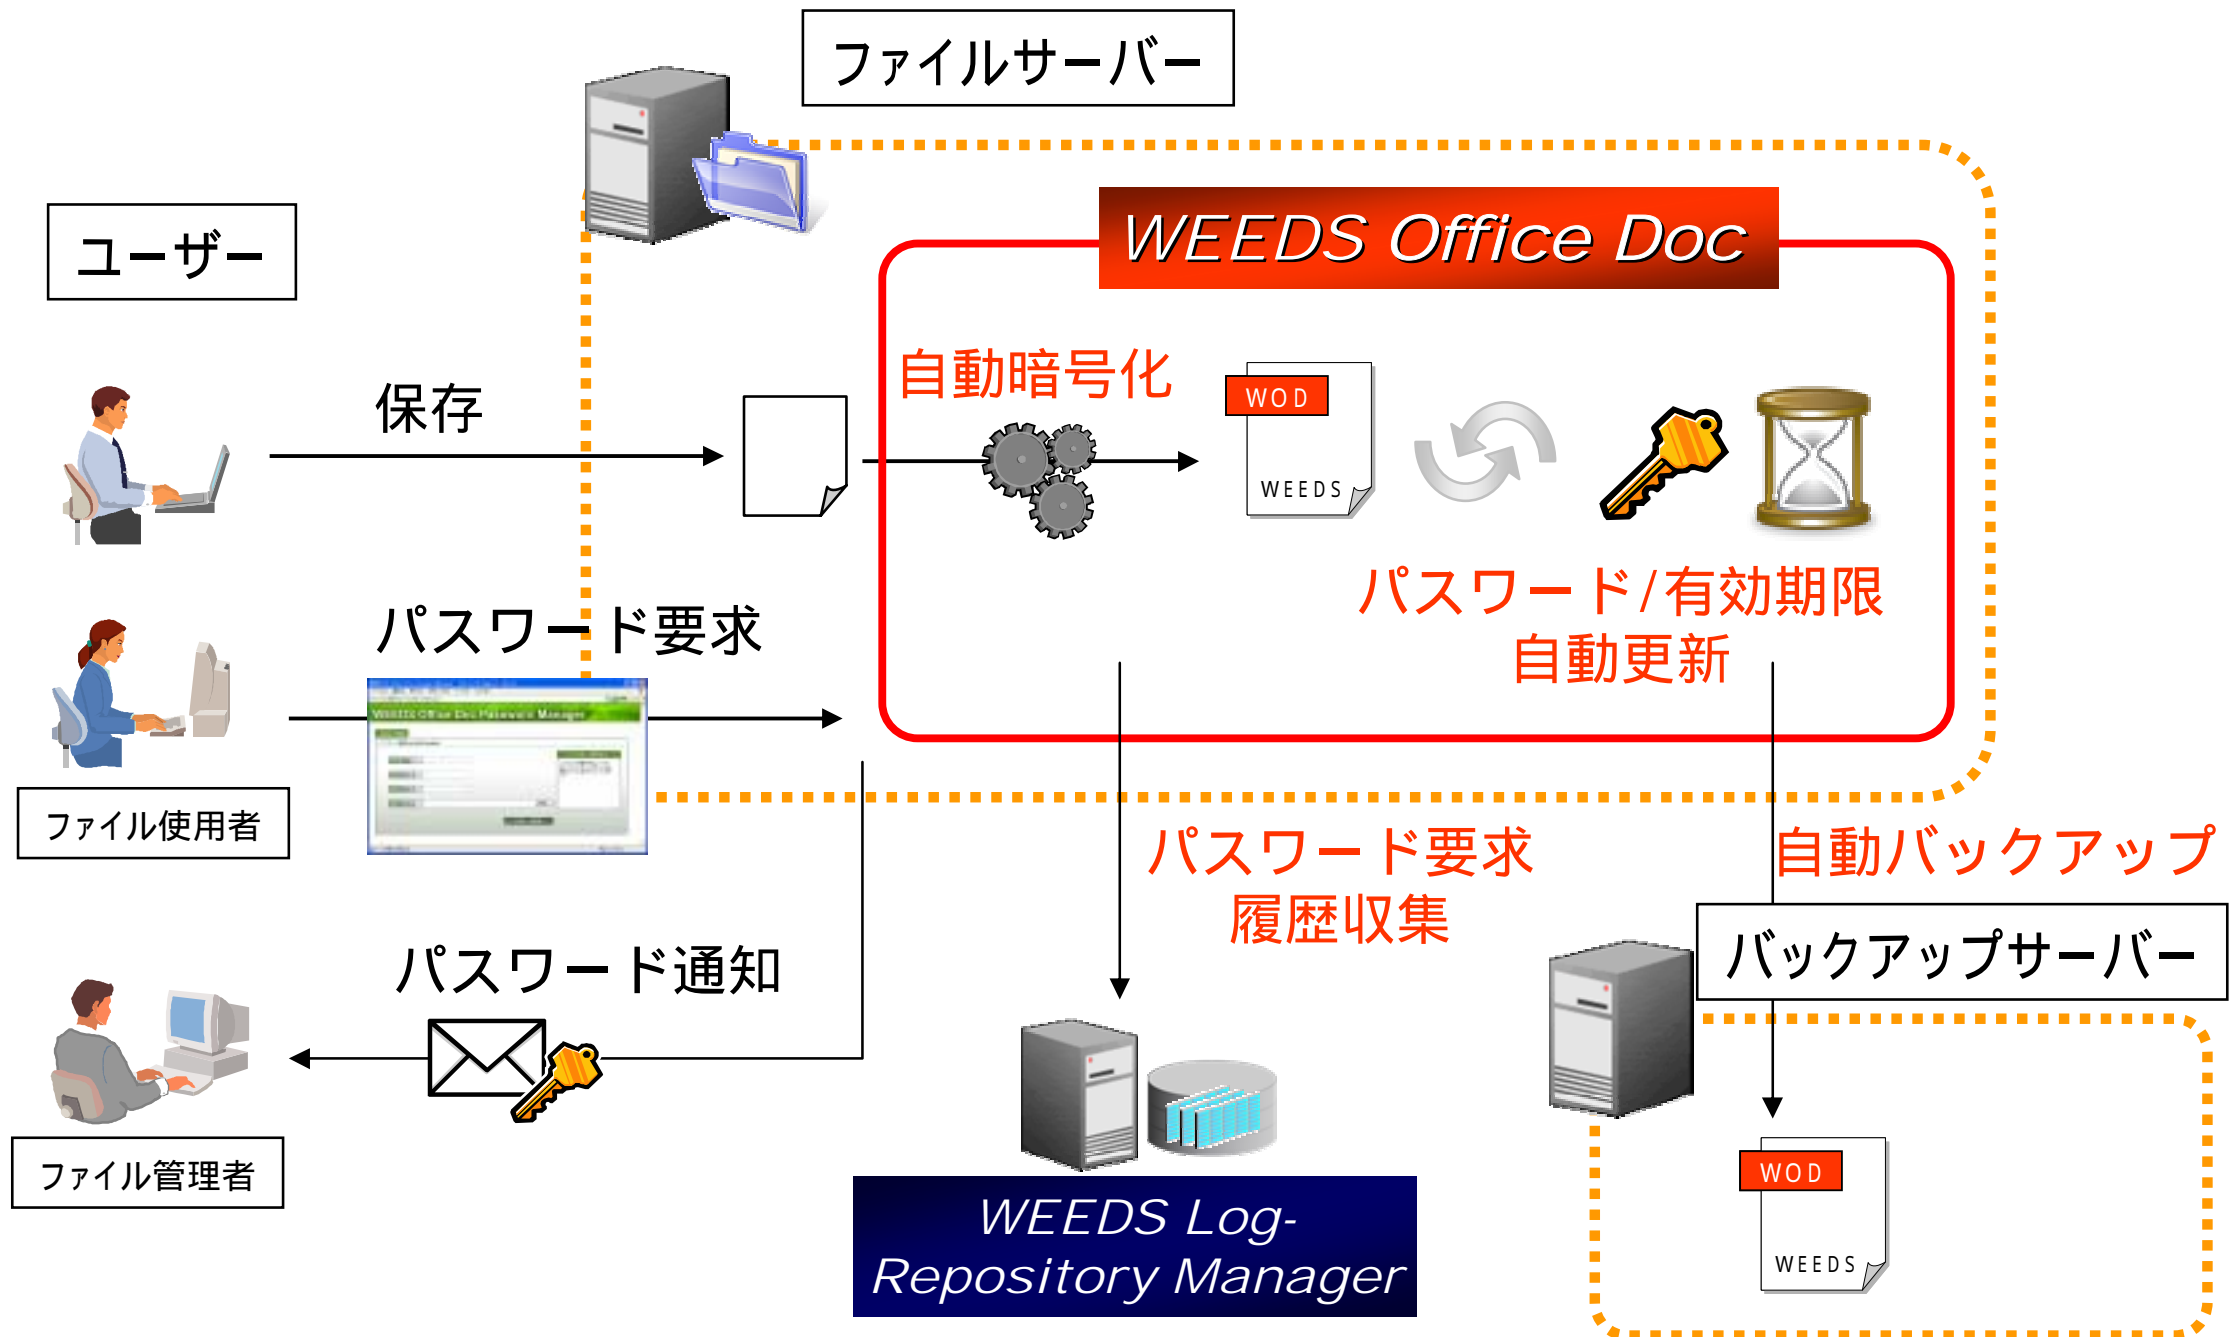 ファイルサーバー
WEEDS Office Doc
ユーザー
保存
自動暗号化
WOD
WEEDS
パスワード/有効期限
自動更新
パスワード要求
WEEDS Office Doc Password Manager
ファイル使用者
パスワード要求
履歴収集
自動バックアップ
バックアップサーバー
パスワード通知
ファイル管理者
WOD
WEEDS
WEEDS Log-
Repository Manager